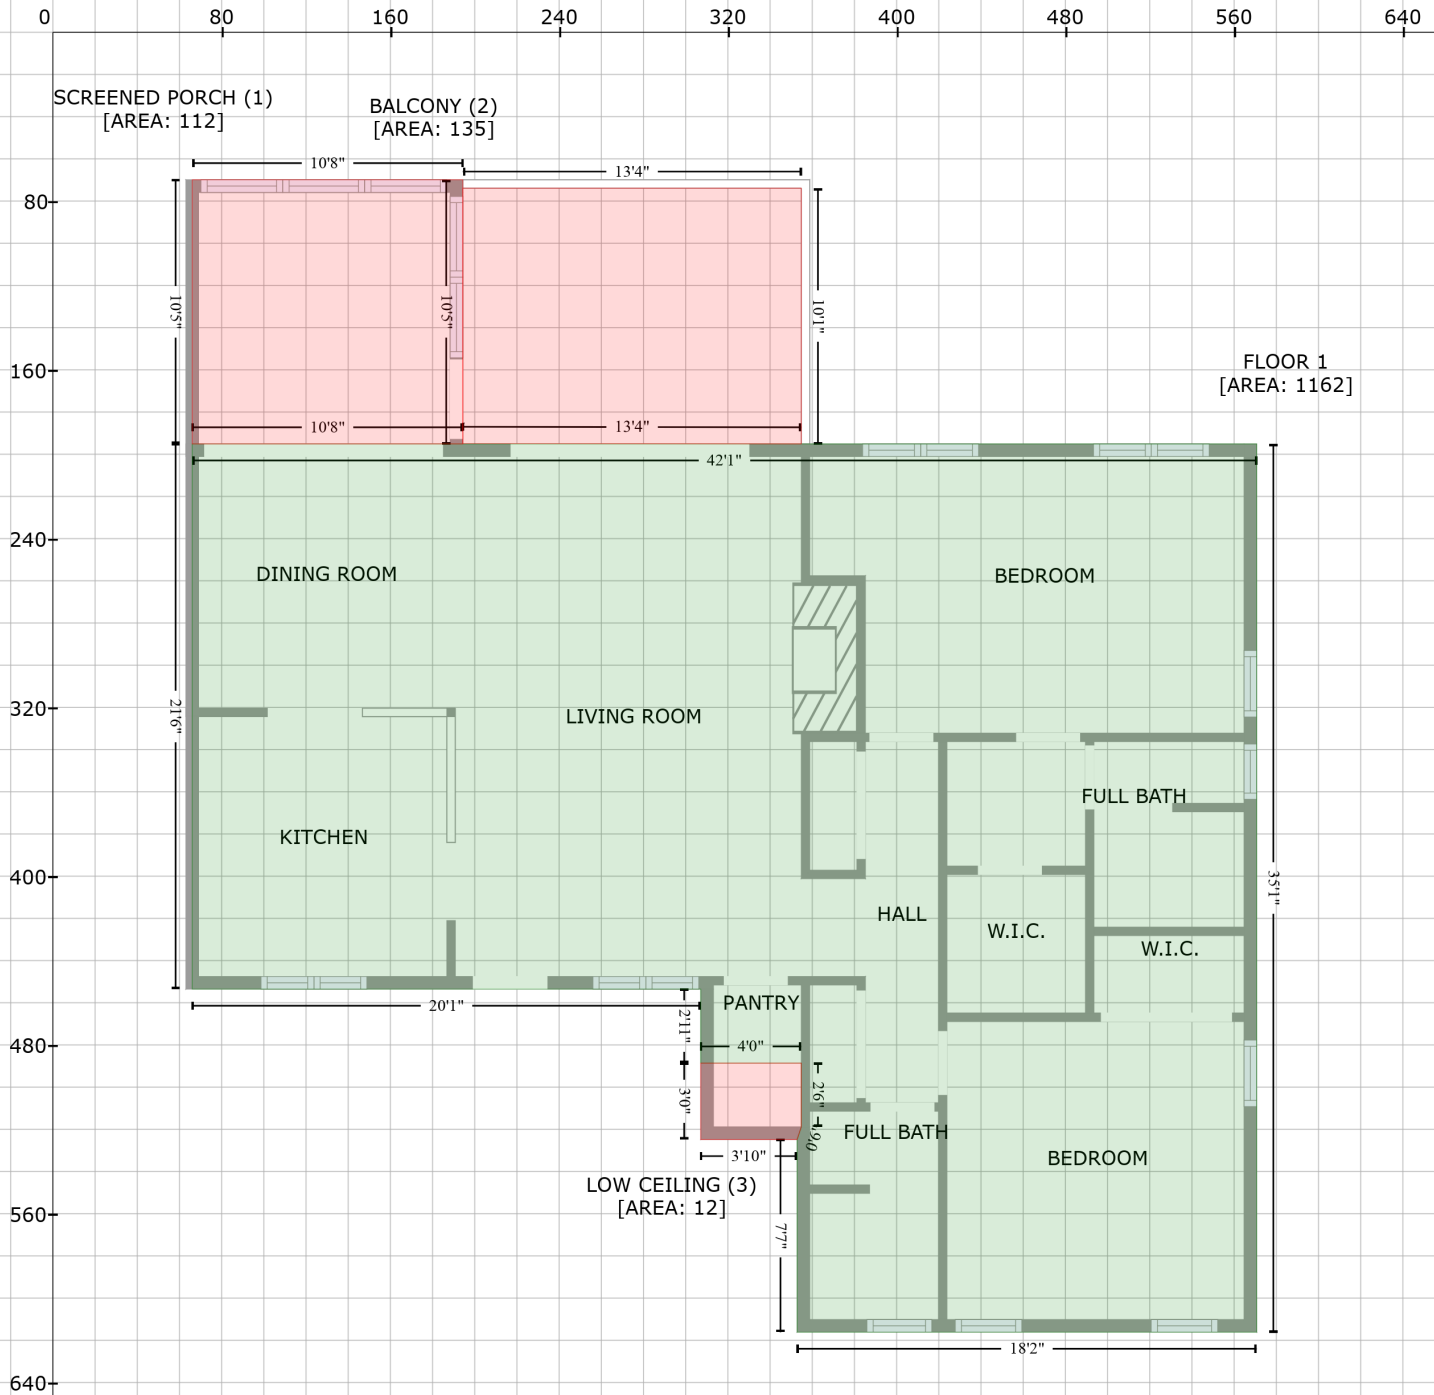 0 80 160 240 320 400 480 560 640
SCREENED PORCH (1)
[AREA: 112]
BALCONY (2)
[AREA: 135]
10'8"
13'4"
80
10'5"
10'5"
10'1"
160
FLOOR 1
[AREA: 1162]
10'8"
13'4"
42'1"
240
DINING ROOM
BEDROOM
320
21'6"
LIVING ROOM
FULL BATH
KITCHEN
400
35'1"
HALL
W.I.C.
W.I.C.
20'1"
PANTRY
2'11"
480
4'0"
3'0"
2'6"
0'9"
FULL BATH
3'10"
BEDROOM
LOW CEILING (3)
[AREA: 12]
560
7'7"
18'2"
640